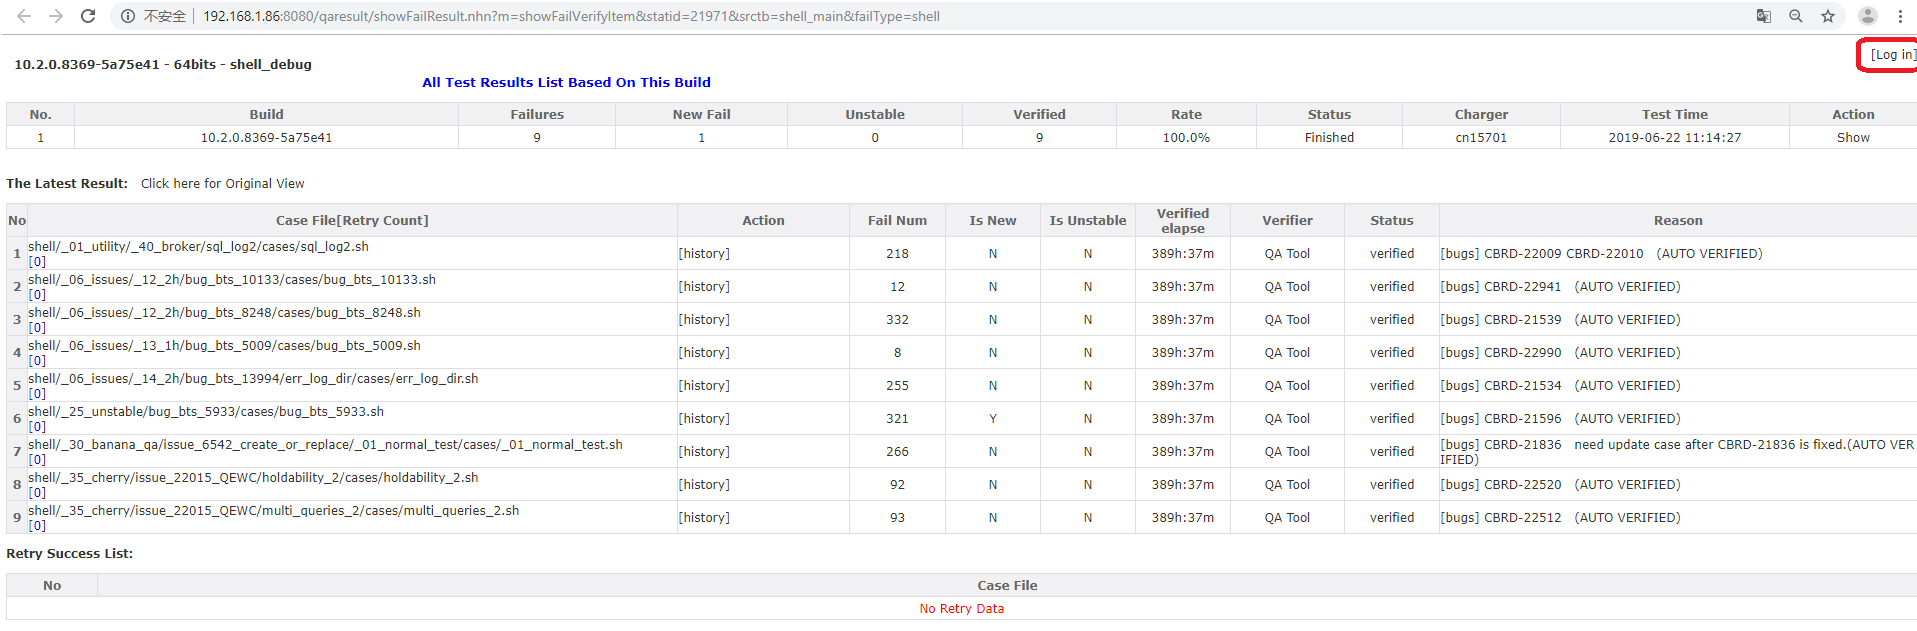 不安全 192.168.1.86:8080/qaresult/showFailResult.nhn?m=showFailVerifyItem&statid=21971&srctb=shell_main&failType=shell
[Log in]
10.2.0.8369-5a75e41 - 64bits - shell_debug
All Test Results List Based On This Build
No. Build Failures New Fail Unstable Verified Rate Status Charger Test Time Action
1 10.2.0.8369-5a75e41 9 1 0 9 100.0% Finished cn15701 2019-06-22 11:14:27 Show
The Latest Result: Click here for Original View
No Case File[Retry Count] Action Fail Num Is New Is Unstable Verified elapse Verifier Status Reason
1 shell/_01_utility/_40_broker/sql_log2/cases/sql_log2.sh
[0] [history] 218 N N 389h:37m QA Tool verified [bugs] CBRD-22009 CBRD-22010 (AUTO VERIFIED)
2 shell/_06_issues/_12_2h/bug_bts_10133/cases/bug_bts_10133.sh
[0] [history] 12 N N 389h:37m QA Tool verified [bugs] CBRD-22941 (AUTO VERIFIED)
3 shell/_06_issues/_12_2h/bug_bts_8248/cases/bug_bts_8248.sh
[0] [history] 332 N N 389h:37m QA Tool verified [bugs] CBRD-21539 (AUTO VERIFIED)
4 shell/_06_issues/_13_1h/bug_bts_5009/cases/bug_bts_5009.sh
[0] [history] 8 N N 389h:37m QA Tool verified [bugs] CBRD-22990 (AUTO VERIFIED)
5 shell/_06_issues/_14_2h/bug_bts_13994/err_log_dir/cases/err_log_dir.sh
[0] [history] 255 N N 389h:37m QA Tool verified [bugs] CBRD-21534 (AUTO VERIFIED)
6 shell/_25_unstable/bug_bts_5933/cases/bug_bts_5933.sh
[0] [history] 321 Y N 389h:37m QA Tool verified [bugs] CBRD-21596 (AUTO VERIFIED)
7 shell/_30_banana_qa/issue_6542_create_or_replace/_01_normal_test/cases/_01_normal_test.sh
[0] [history] 266 N N 389h:37m QA Tool verified [bugs] CBRD-21836 need update case after CBRD-21836 is fixed.(AUTO VER
IFIED)
8 shell/_35_cherry/issue_22015_QEWC/holdability_2/cases/holdability_2.sh
[0] [history] 92 N N 389h:37m QA Tool verified [bugs] CBRD-22520 (AUTO VERIFIED)
9 shell/_35_cherry/issue_22015_QEWC/multi_queries_2/cases/multi_queries_2.sh
[0] [history] 93 N N 389h:37m QA Tool verified [bugs] CBRD-22512 (AUTO VERIFIED)
Retry Success List:
No Case File
No Retry Data